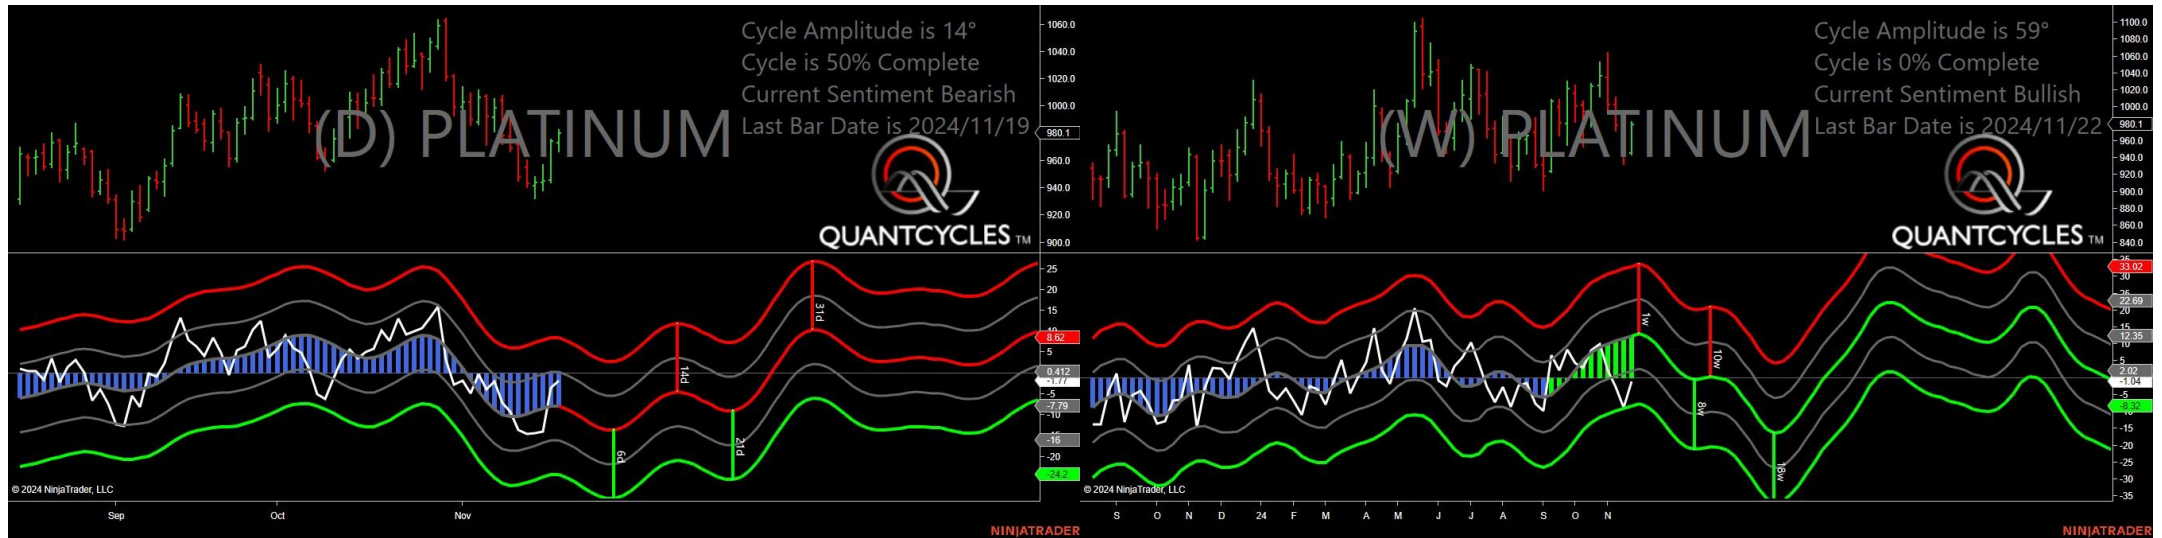 Cycle Amplitude is 14°
Cycle is 50% Complete
Current Sentiment Bearish
Last Bar Date is 2024/11/19
(D) PLATINUM
QUANTCYCLES TM
1060.0
1040.0
1020.0
1000.0
980.1
960.0
940.0
920.0
900.0
25
20
15
8.62
5
0.412
-1.77
-5
-7.79
-10
-16
-20
-24.2
6d
14d
21d
31d
© 2024 NinjaTrader, LLC
Sep
Oct
Nov
NINJATRADER
Cycle Amplitude is 59°
Cycle is 0% Complete
Current Sentiment Bullish
Last Bar Date is 2024/11/22
(W) PLATINUM
QUANTCYCLES TM
1100.0
1080.0
1060.0
1040.0
1020.0
1000.0
980.1
960.0
940.0
920.0
900.0
880.0
860.0
840.0
35
33.02
30
22.69
20
15
12.35
10
5
2.02
-1.04
-5
-8.32
-15
-20
-25
-30
-35
1w
10w
8w
18w
© 2024 NinjaTrader, LLC
S
O
N
D
24
F
M
A
M
J
J
A
S
O
N
NINJATRADER